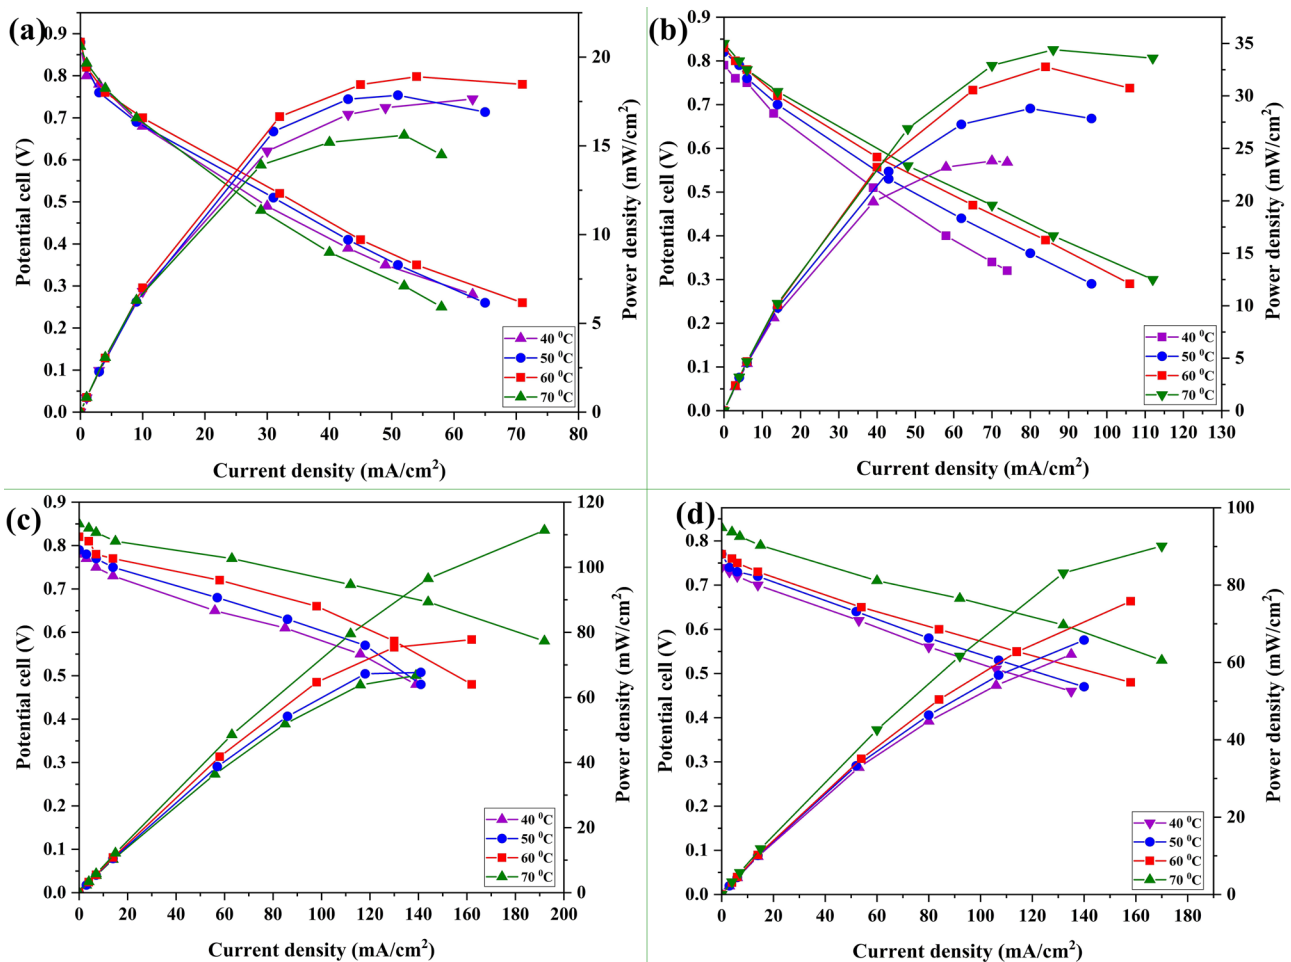 (a)
0.9
0.8
0.7
0.6
0.5
0.4
0.3
0.2
0.1
0.0
Potential cell (V)
0 10 20 30 40 50 60 70 80
Current density (mA/cm²)
20
15
10
5
0
Power density (mW/cm²)
40 ⁰C
50 ⁰C
60 ⁰C
70 ⁰C
(b)
0.9
0.8
0.7
0.6
0.5
0.4
0.3
0.2
0.1
0.0
Potential cell (V)
0 10 20 30 40 50 60 70 80 90 100 110 120 130
Current density (mA/cm²)
35
30
25
20
15
10
5
0
Power density (mW/cm²)
40 ⁰C
50 ⁰C
60 ⁰C
70 ⁰C
(c)
0.9
0.8
0.7
0.6
0.5
0.4
0.3
0.2
0.1
0.0
Potential cell (V)
0 20 40 60 80 100 120 140 160 180 200
Current density (mA/cm²)
120
100
80
60
40
20
0
Power density (mW/cm²)
40 ⁰C
50 ⁰C
60 ⁰C
70 ⁰C
(d)
0.8
0.7
0.6
0.5
0.4
0.3
0.2
0.1
0.0
Potential cell (V)
0 20 40 60 80 100 120 140 160 180
Current density (mA/cm²)
100
80
60
40
20
0
Power density (mW/cm²)
40 ⁰C
50 ⁰C
60 ⁰C
70 ⁰C